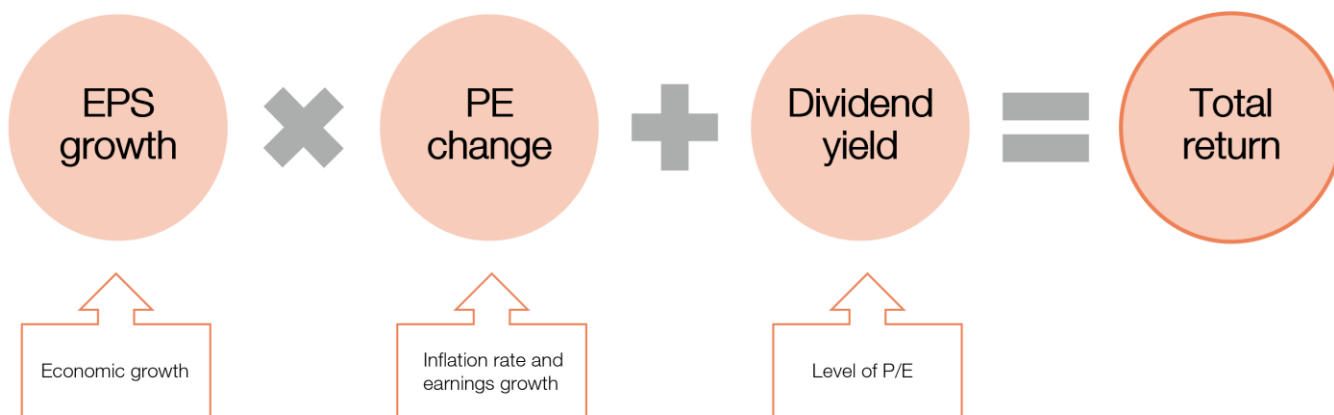 EPS
growth
PE
change
Dividend
yield
Total
return
Economic growth
Inflation rate and
earnings growth
Level of P/E